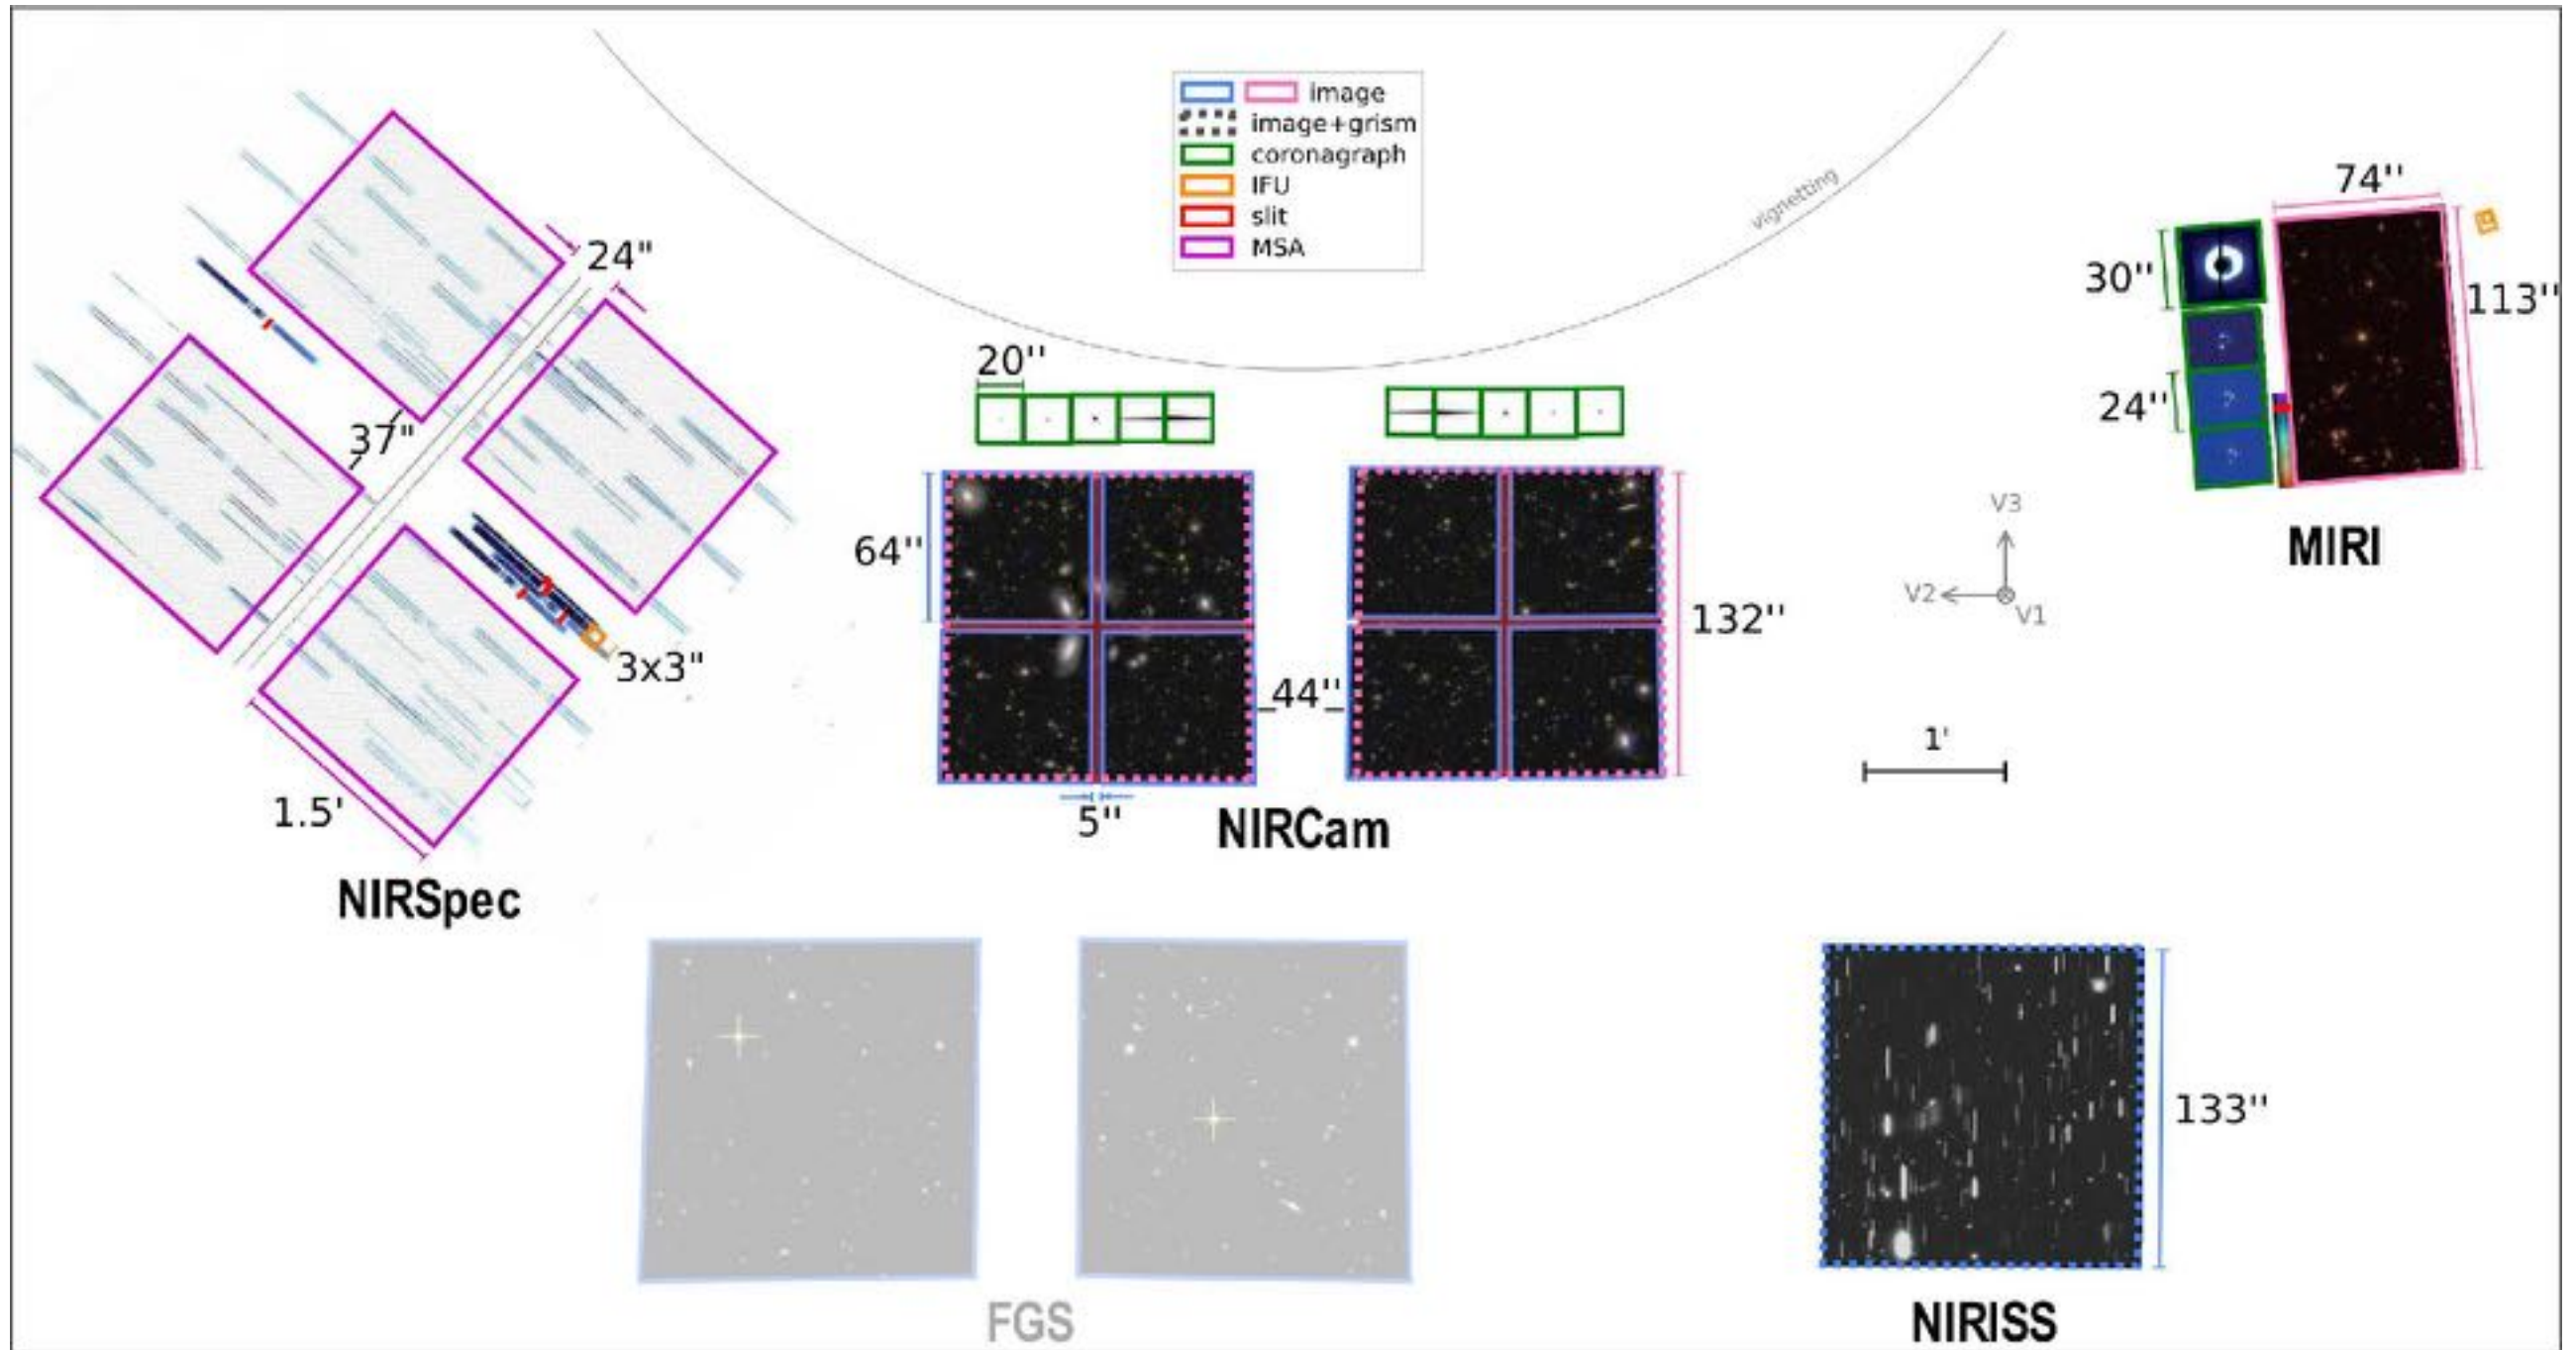 image
image+grism
coronagraph
IFU
slit
MSA
vignetting
24"
37"
3x3"
1.5'
NIRSpec
20''
64''
44''
132''
5''
NIRCam
74''
30''
113''
24''
MIRI
V3
V2
V1
1'
FGS
133''
NIRISS